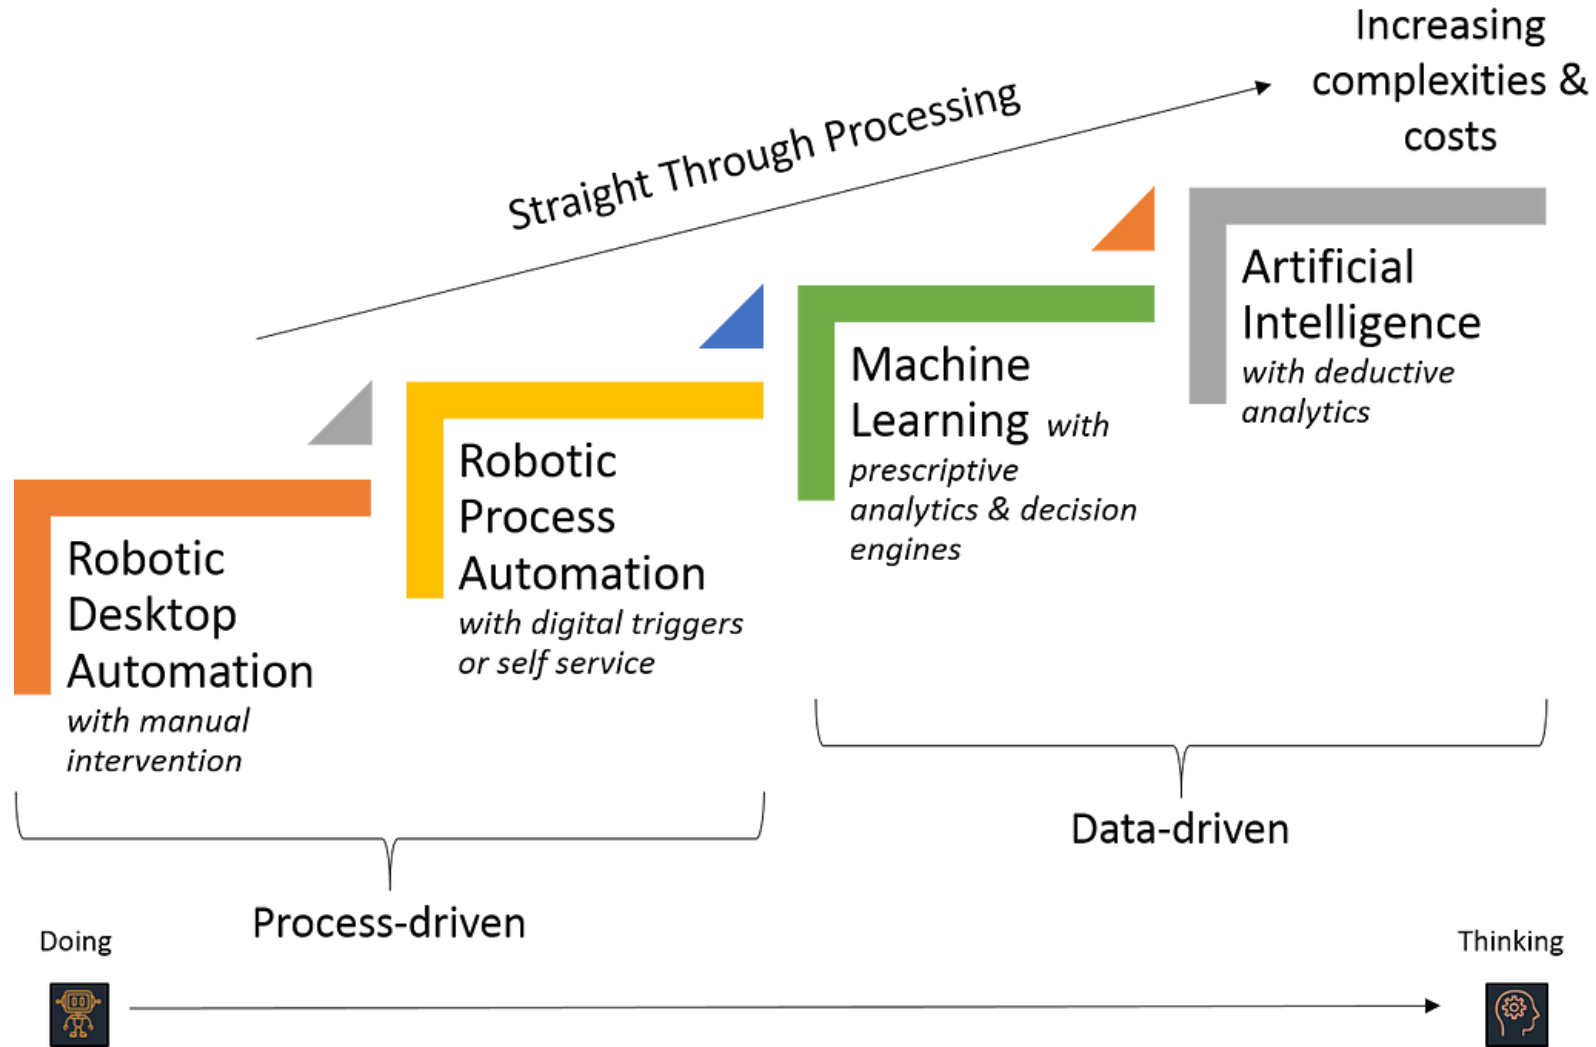 Increasing
complexities &
costs
Straight Through Processing
Artificial
Intelligence
with deductive
analytics
Machine
Learning with
prescriptive
analytics & decision
engines
Robotic
Process
Automation
with digital triggers
or self service
Robotic
Desktop
Automation
with manual
intervention
Data-driven
Process-driven
Doing
Thinking